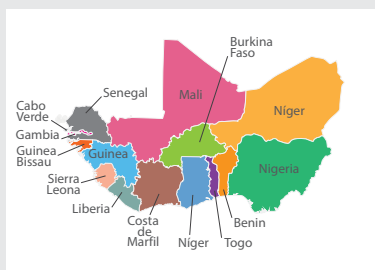 Burkina
Faso
Senegal
Mali
Níger
Cabo
Verde
Gambia
Guinea
Bissau
Guinea
Nigeria
Sierra
Leona
Liberia
Costa
de
Marfil
Níger
Togo
Benin